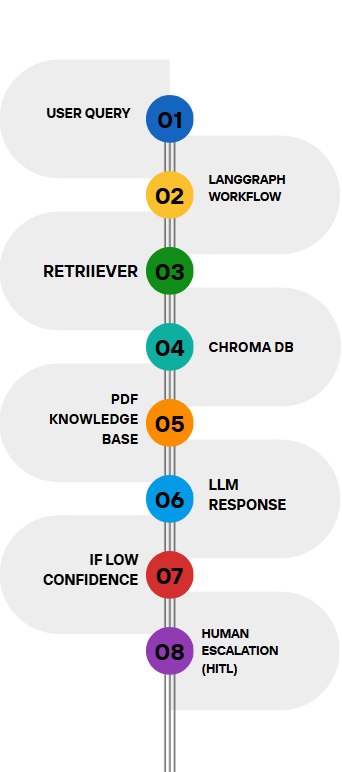 USER QUERY
01
02
LANGGRAPH
WORKFLOW
RETRIIEVER
03
04
CHROMA DB
PDF
KNOWLEDGE
BASE
05
06
LLM
RESPONSE
IF LOW
CONFIDENCE
07
08
HUMAN
ESCALATION
(HITL)